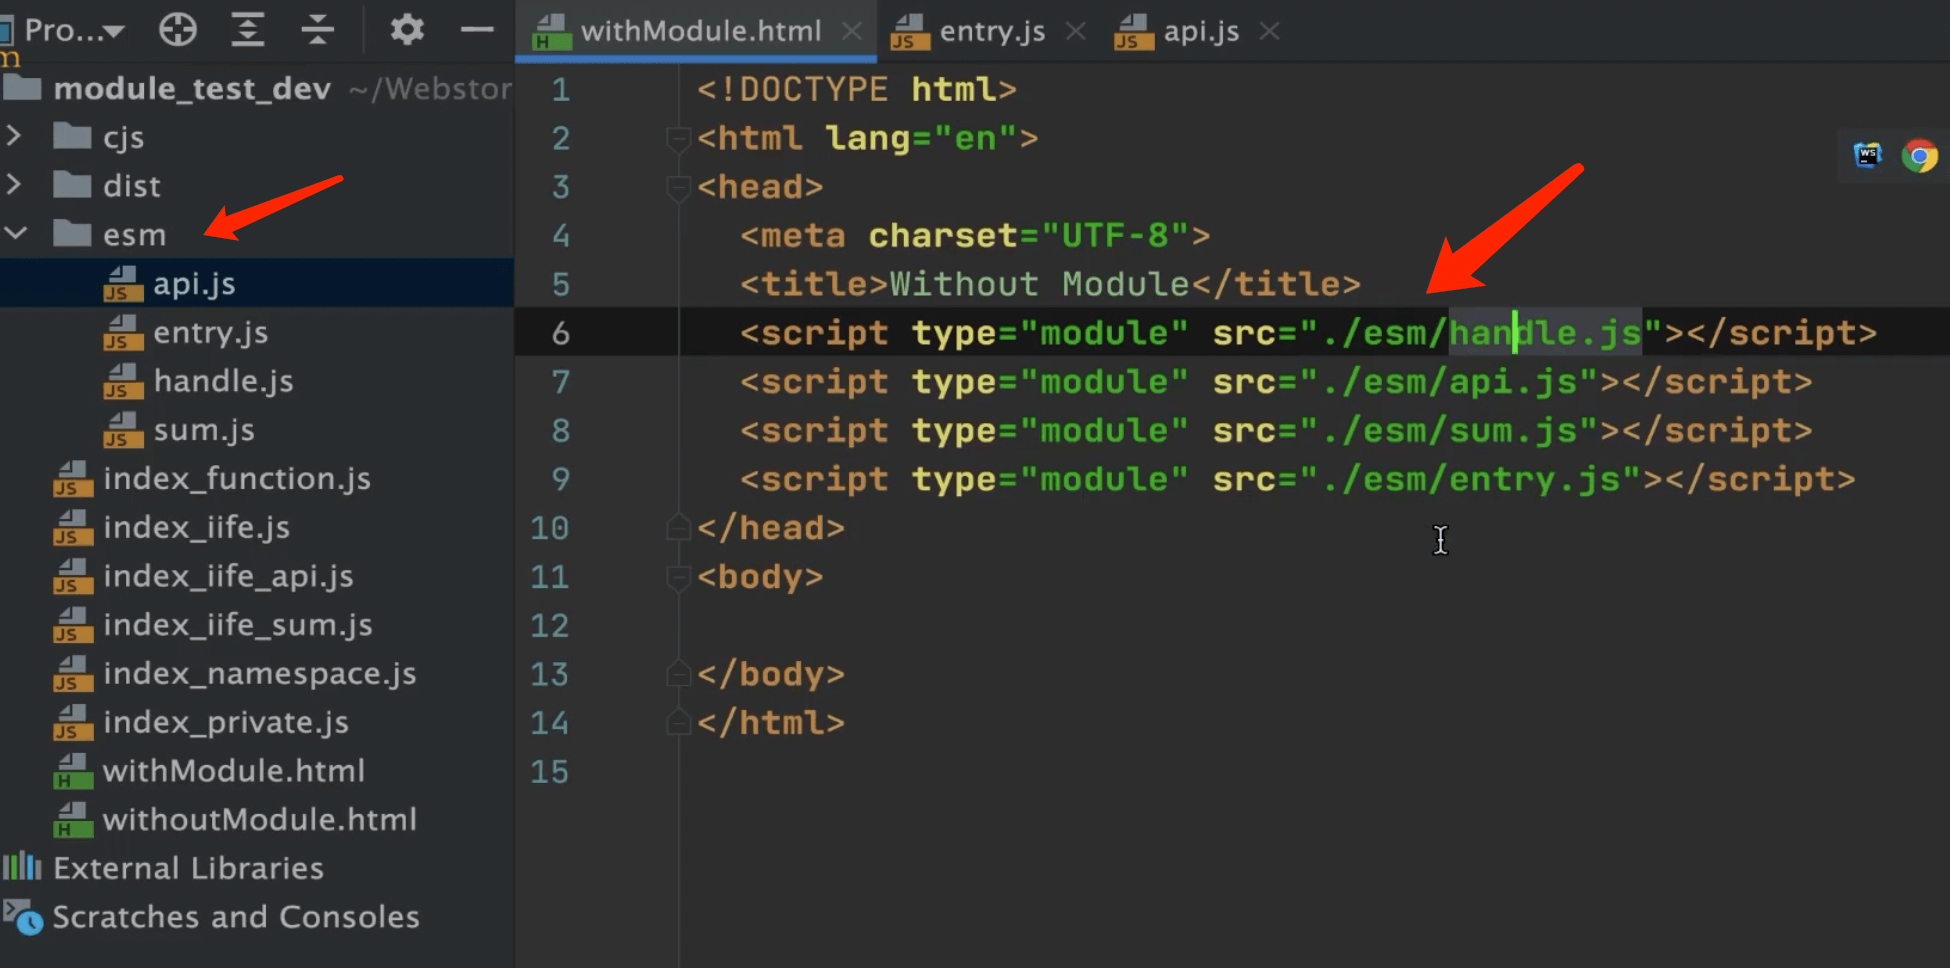 Pro...
withModule.html
entry.js
api.js
m
module_test_dev ~/Webstor
cjs
dist
esm
api.js
entry.js
handle.js
sum.js
index_function.js
index_iife.js
index_iife_api.js
index_iife_sum.js
index_namespace.js
index_private.js
withModule.html
withoutModule.html
External Libraries
Scratches and Consoles
1 <!DOCTYPE html>
2 <html lang="en">
3 <head>
4 <meta charset="UTF-8">
5 <title>Without Module</title>
6 <script type="module" src="./esm/handle.js"></script>
7 <script type="module" src="./esm/api.js"></script>
8 <script type="module" src="./esm/sum.js"></script>
9 <script type="module" src="./esm/entry.js"></script>
10 </head>
11 <body>
12
13 </body>
14 </html>
15
WS